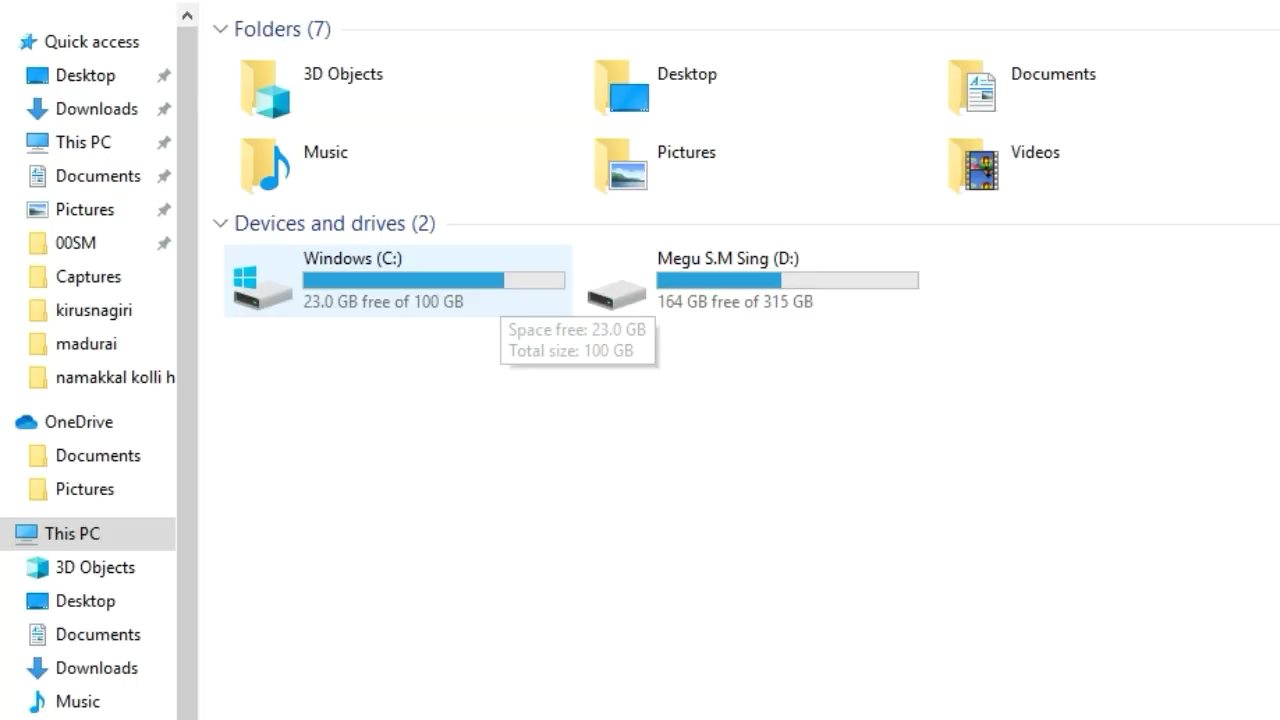 Quick access
Desktop
Downloads
This PC
Documents
Pictures
00SM
Captures
kirusnagiri
madurai
namakkal kolli h
OneDrive
Documents
Pictures
This PC
3D Objects
Desktop
Documents
Downloads
Music
Folders (7)
3D Objects
Desktop
Documents
Music
Pictures
Videos
Devices and drives (2)
Windows (C:)
23.0 GB free of 100 GB
Megu S.M Sing (D:)
164 GB free of 315 GB
Space free: 23.0 GB
Total size: 100 GB